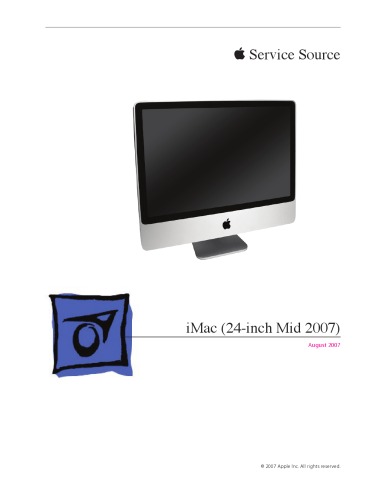 Service Source
iMac (24-inch Mid 2007)
August 2007
© 2007 Apple Inc. All rights reserved.